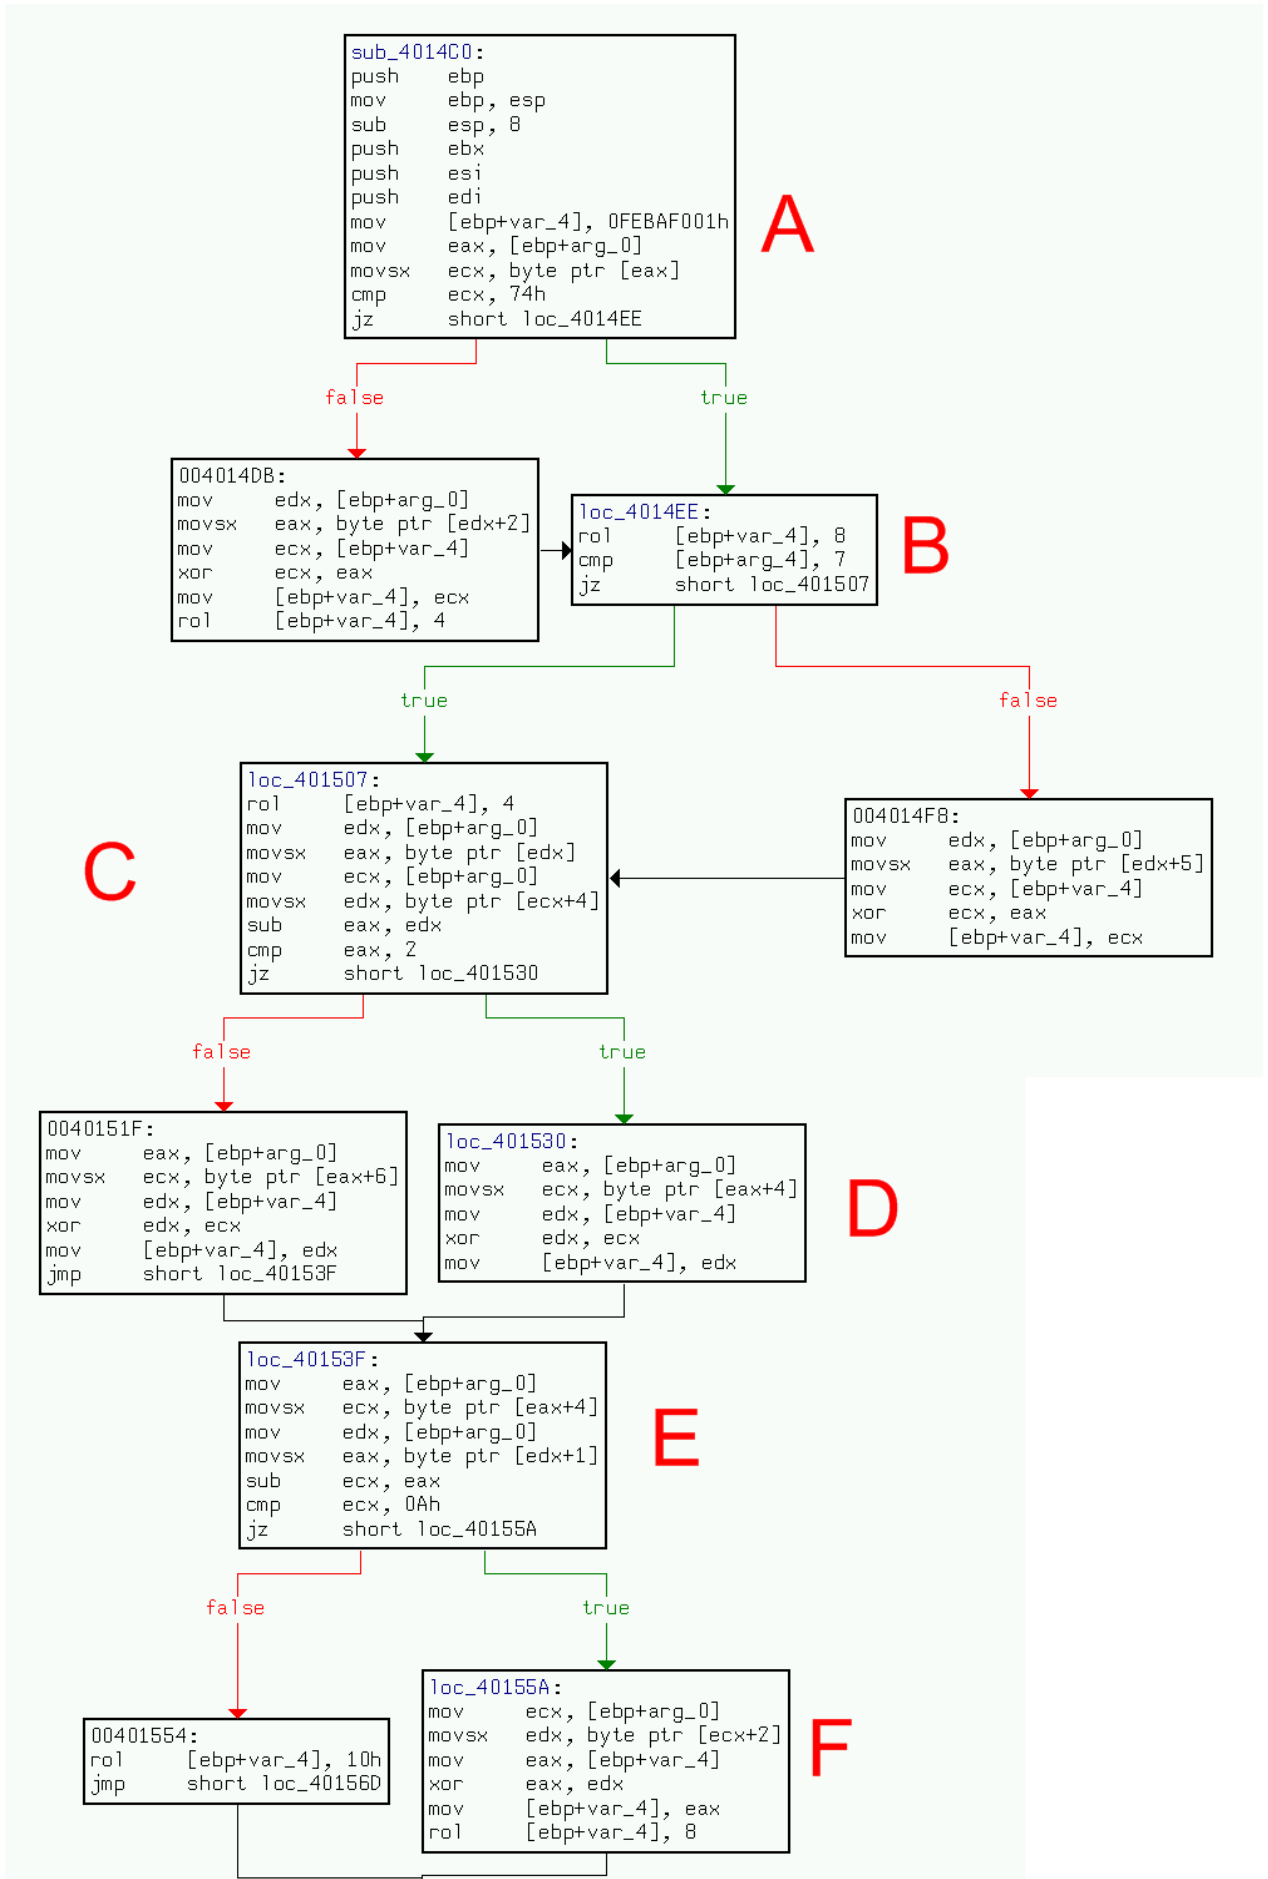 sub_4014C0:
push ebp
mov ebp, esp
sub esp, 8
push ebx
push esi
push edi
mov [ebp+var_4], 0FEBAF001h
mov eax, [ebp+arg_0]
movsx ecx, byte ptr [eax]
cmp ecx, 74h
jz short loc_4014EE
A
false
true
004014DB:
mov edx, [ebp+arg_0]
movsx eax, byte ptr [edx+2]
mov ecx, [ebp+var_4]
xor ecx, eax
mov [ebp+var_4], ecx
rol [ebp+var_4], 4
loc_4014EE:
rol [ebp+var_4], 8
cmp [ebp+arg_4], 7
jz short loc_401507
B
true
false
loc_401507:
rol [ebp+var_4], 4
mov edx, [ebp+arg_0]
movsx eax, byte ptr [edx]
mov ecx, [ebp+arg_0]
movsx edx, byte ptr [ecx+4]
sub eax, edx
cmp eax, 2
jz short loc_401530
C
004014F8:
mov edx, [ebp+arg_0]
movsx eax, byte ptr [edx+5]
mov ecx, [ebp+var_4]
xor ecx, eax
mov [ebp+var_4], ecx
false
true
0040151F:
mov eax, [ebp+arg_0]
movsx ecx, byte ptr [eax+6]
mov edx, [ebp+var_4]
xor edx, ecx
mov [ebp+var_4], edx
jmp short loc_40153F
loc_401530:
mov eax, [ebp+arg_0]
movsx ecx, byte ptr [eax+4]
mov edx, [ebp+var_4]
xor edx, ecx
mov [ebp+var_4], edx
D
loc_40153F:
mov eax, [ebp+arg_0]
movsx ecx, byte ptr [eax+4]
mov edx, [ebp+arg_0]
movsx eax, byte ptr [edx+1]
sub ecx, eax
cmp ecx, 0Ah
jz short loc_40155A
E
false
true
00401554:
rol [ebp+var_4], 10h
jmp short loc_40156D
loc_40155A:
mov ecx, [ebp+arg_0]
movsx edx, byte ptr [ecx+2]
mov eax, [ebp+var_4]
xor eax, edx
mov [ebp+var_4], eax
rol [ebp+var_4], 8
F